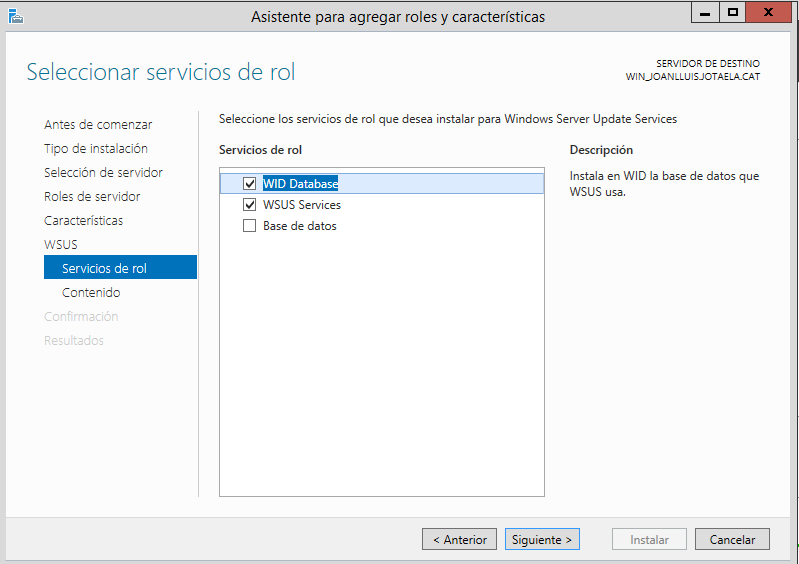 Asistente para agregar roles y características
Seleccionar servicios de rol
SERVIDOR DE DESTINO
WIN_JOANLLUIS.JOTAELA.CAT
Antes de comenzar
Tipo de instalación
Selección de servidor
Roles de servidor
Características
WSUS
Servicios de rol
Contenido
Confirmación
Resultados
Seleccione los servicios de rol que desea instalar para Windows Server Update Services
Servicios de rol
WID Database
WSUS Services
Base de datos
Descripción
Instala en WID la base de datos que
WSUS usa.
< Anterior
Siguiente >
Instalar
Cancelar